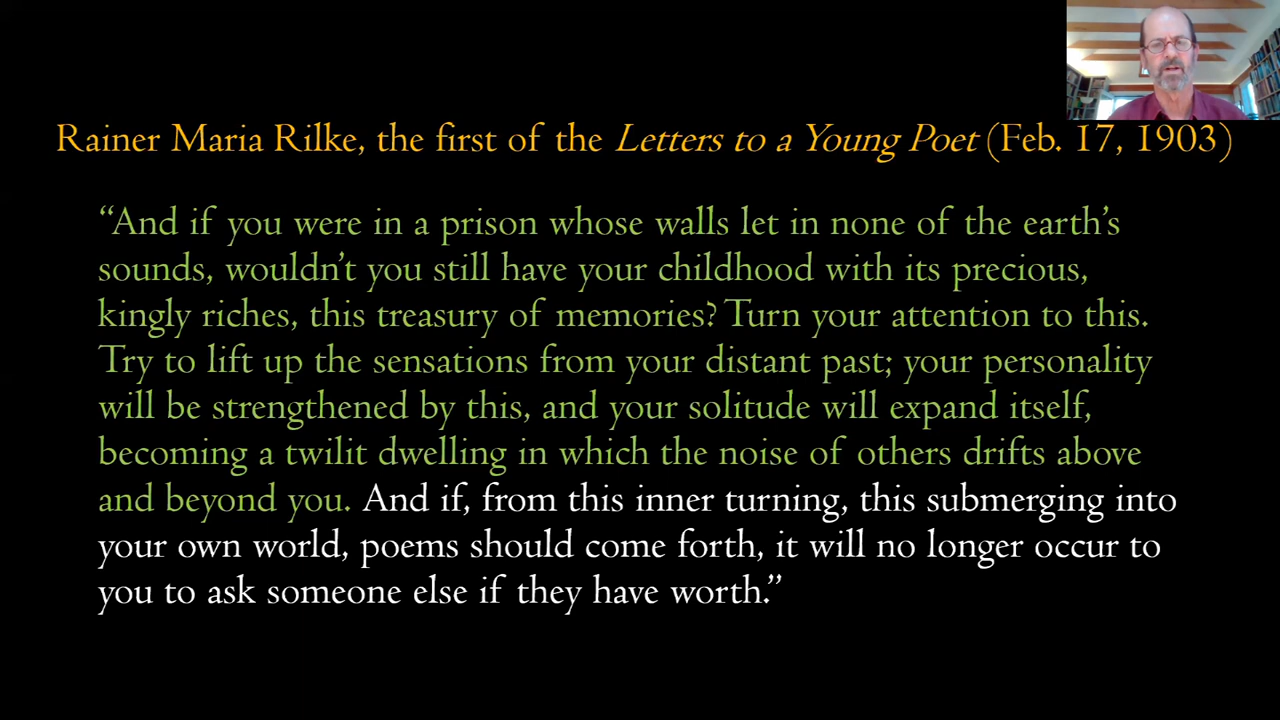 Rainer Maria Rilke, the first of the Letters to a Young Poet (Feb. 17, 1903)
“And if you were in a prison whose walls let in none of the earth’s
sounds, wouldn’t you still have your childhood with its precious,
kingly riches, this treasury of memories? Turn your attention to this.
Try to lift up the sensations from your distant past; your personality
will be strengthened by this, and your solitude will expand itself,
becoming a twilit dwelling in which the noise of others drifts above
and beyond you. And if, from this inner turning, this submerging into
your own world, poems should come forth, it will no longer occur to
you to ask someone else if they have worth.”